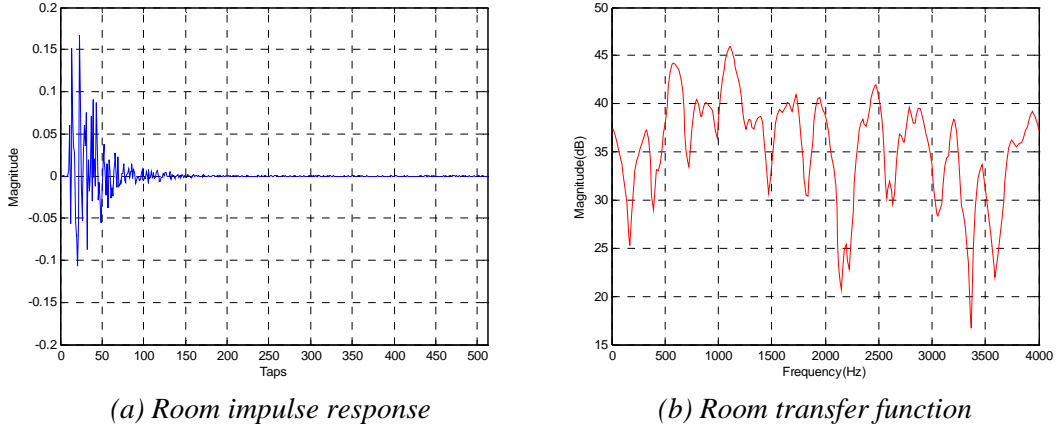 0.2
0.15
0.1
0.05
0
-0.05
-0.1
-0.15
-0.2
Magnitude
0 50 100 150 200 250 300 350 400 450 500
Taps
(a) Room impulse response
50
45
40
35
30
25
20
15
Magnitude(dB)
0 500 1000 1500 2000 2500 3000 3500 4000
Frequency(Hz)
(b) Room transfer function